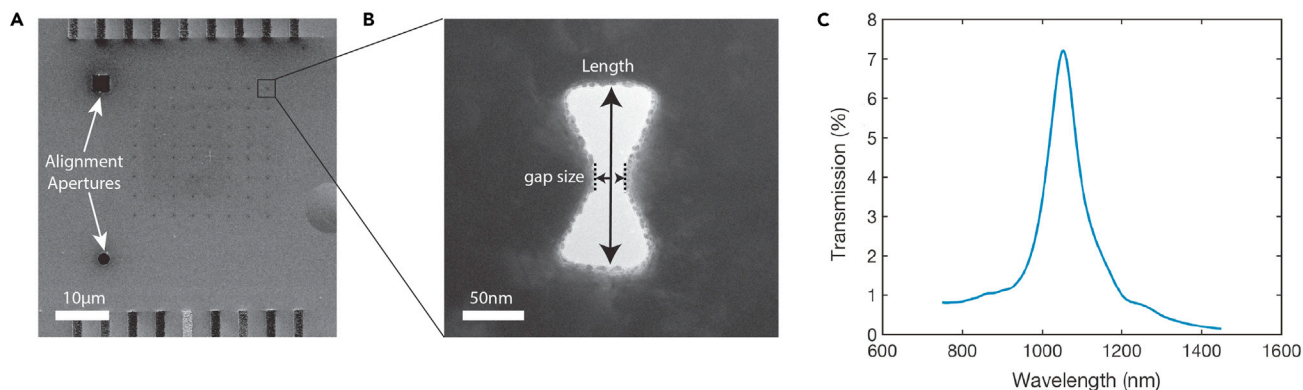 A
Alignment
Apertures
10μm
B
Length
gap size
50nm
C
8
7
6
5
4
3
2
1
0
Transmission (%)
600 800 1000 1200 1400 1600
Wavelength (nm)